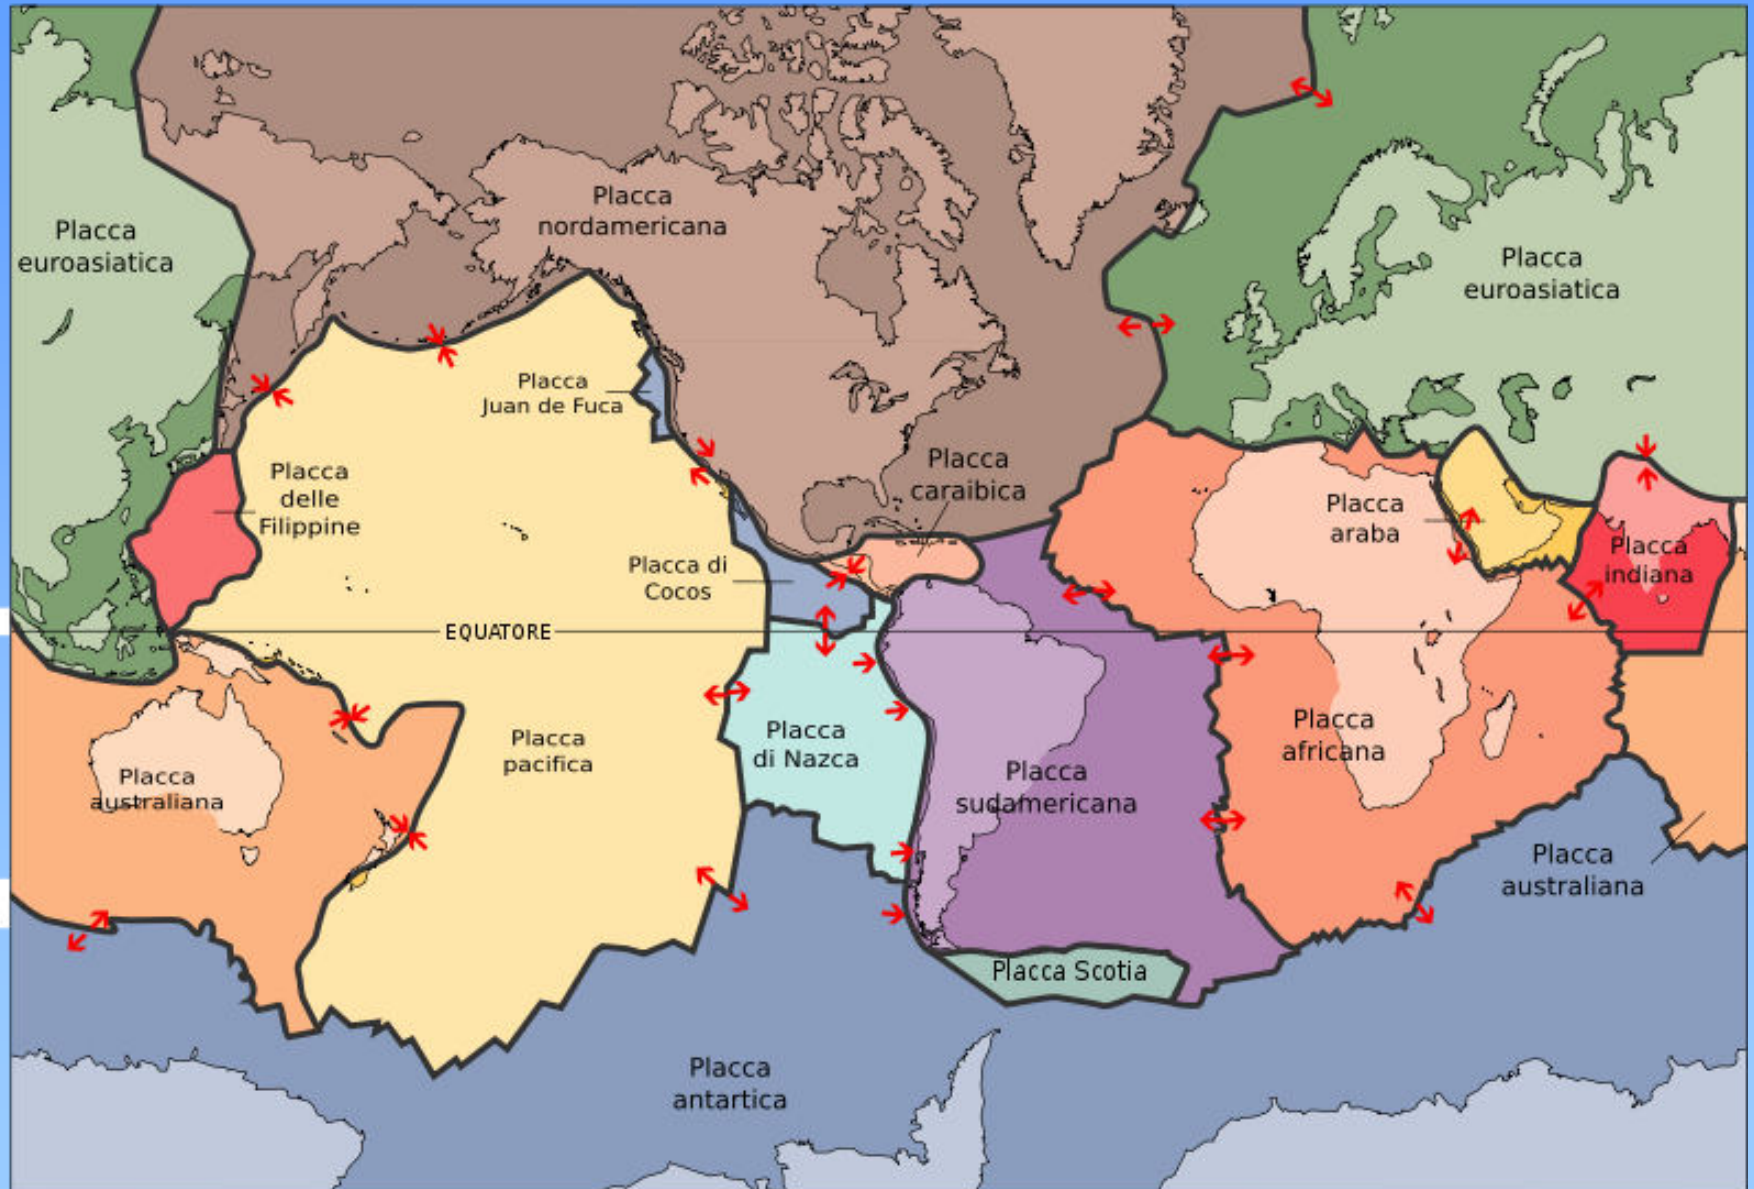 Placca
nordamericana
Placca
euroasiatica
Placca
euroasiatica
Placca
Juan de Fuca
Placca
caraibica
Placca
delle
Filippine
Placca
araba
Placca
indiana
Placca di
Cocos
EQUATORE
Placca
africana
Placca
di Nazca
Placca
pacifica
Placca
sudamericana
Placca
australiana
Placca
australiana
Placca Scotia
Placca
antartica